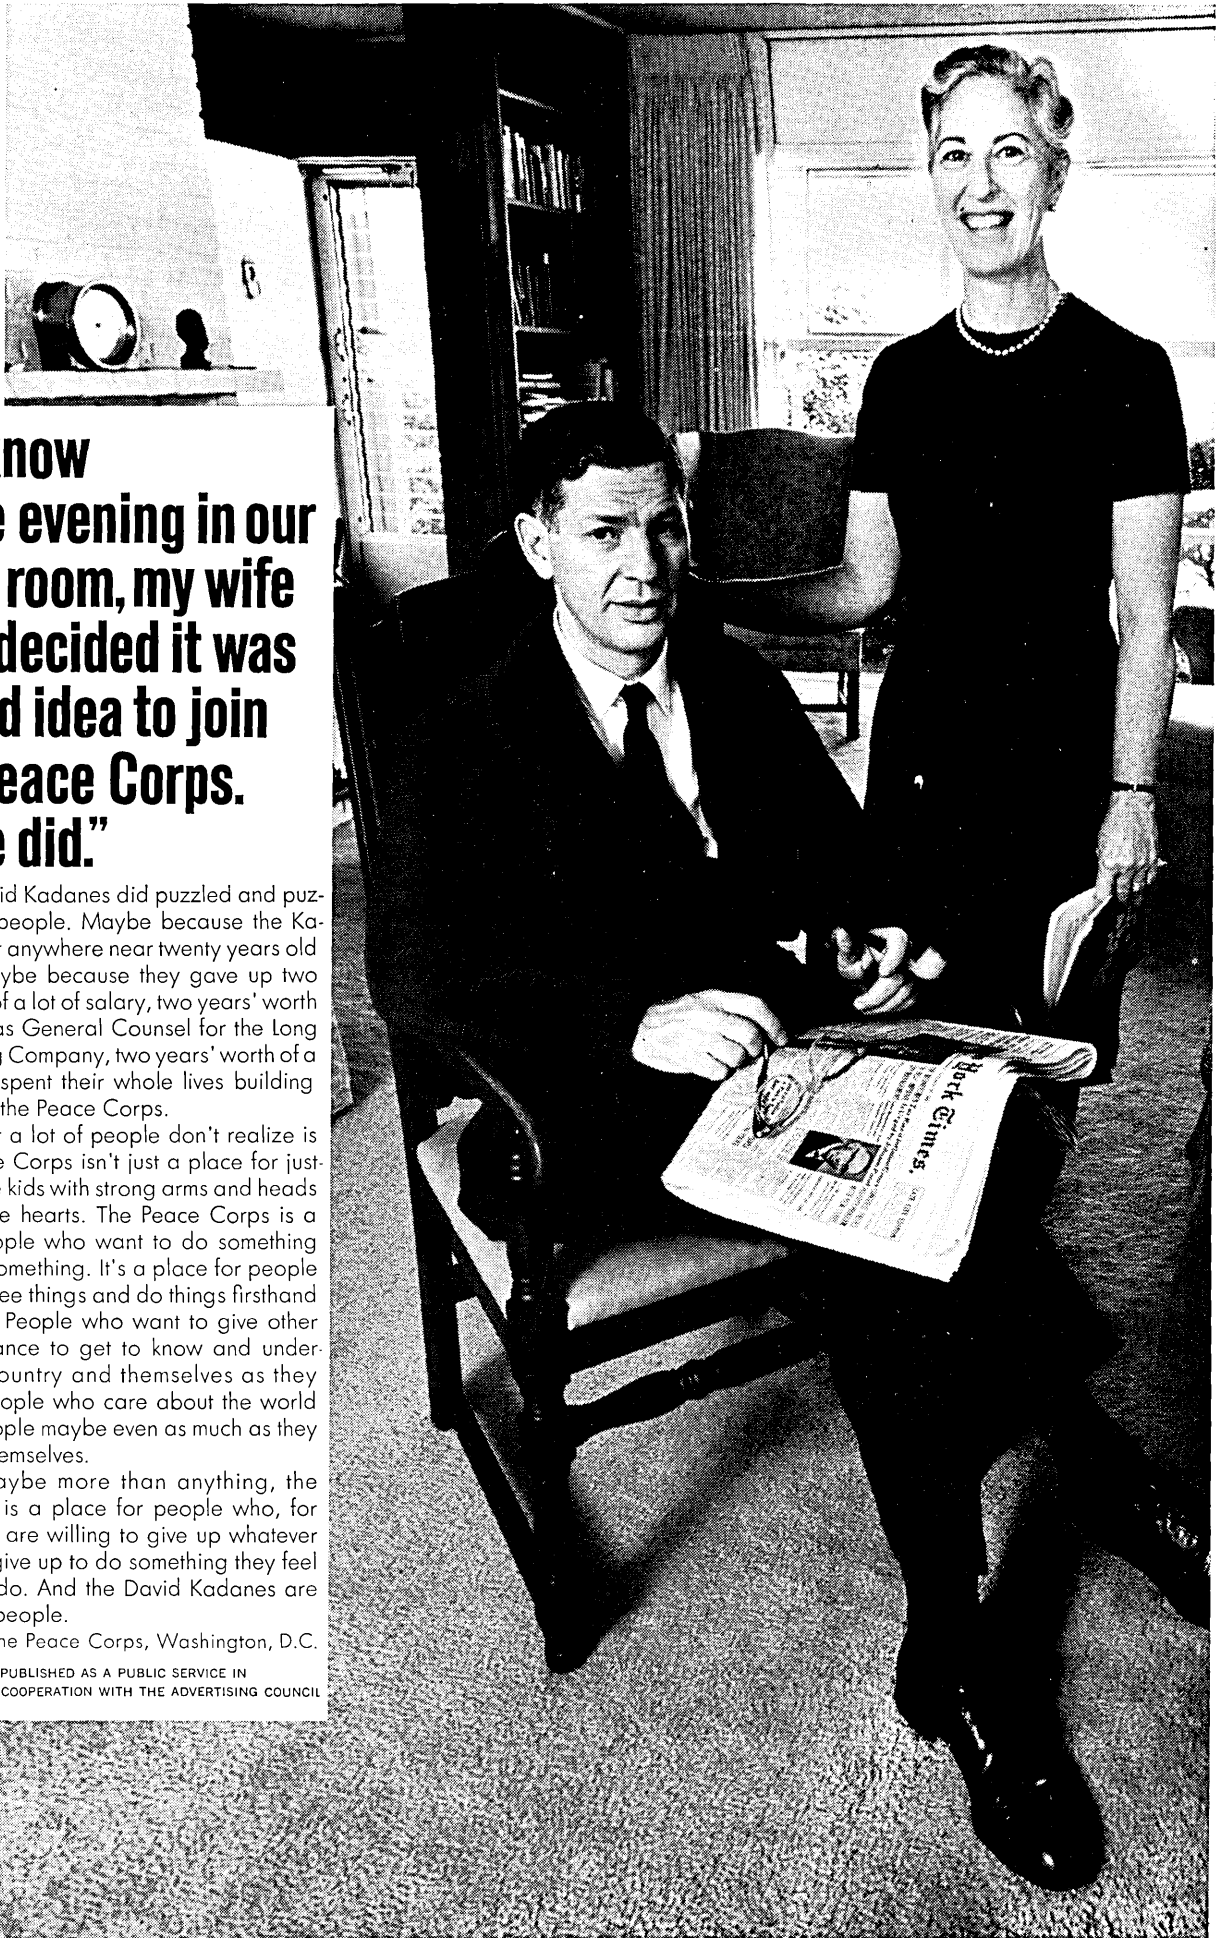 now
evening in our
room, my wife
decided it was
d idea to join
eace Corps.
did.”
id Kadanes did puzzled and puz-
people. Maybe because the Ka-
anywhere near twenty years old
ybe because they gave up two
of a lot of salary, two years' worth
as General Counsel for the Long
Company, two years' worth of a
spent their whole lives building
the Peace Corps.
a lot of people don't realize is
e Corps isn't just a place for just-
kids with strong arms and heads
e hearts. The Peace Corps is a
ople who want to do something
omething. It's a place for people
ee things and do things firsthand
People who want to give other
ance to get to know and under-
ountry and themselves as they
ople who care about the world
ople maybe even as much as they
emselves.
aybe more than anything, the
is a place for people who, for
are willing to give up whatever
give up to do something they feel
do. And the David Kadanes are
people.
he Peace Corps, Washington, D.C.
PUBLISHED AS A PUBLIC SERVICE IN
COOPERATION WITH THE ADVERTISING COUNCIL
York Times.